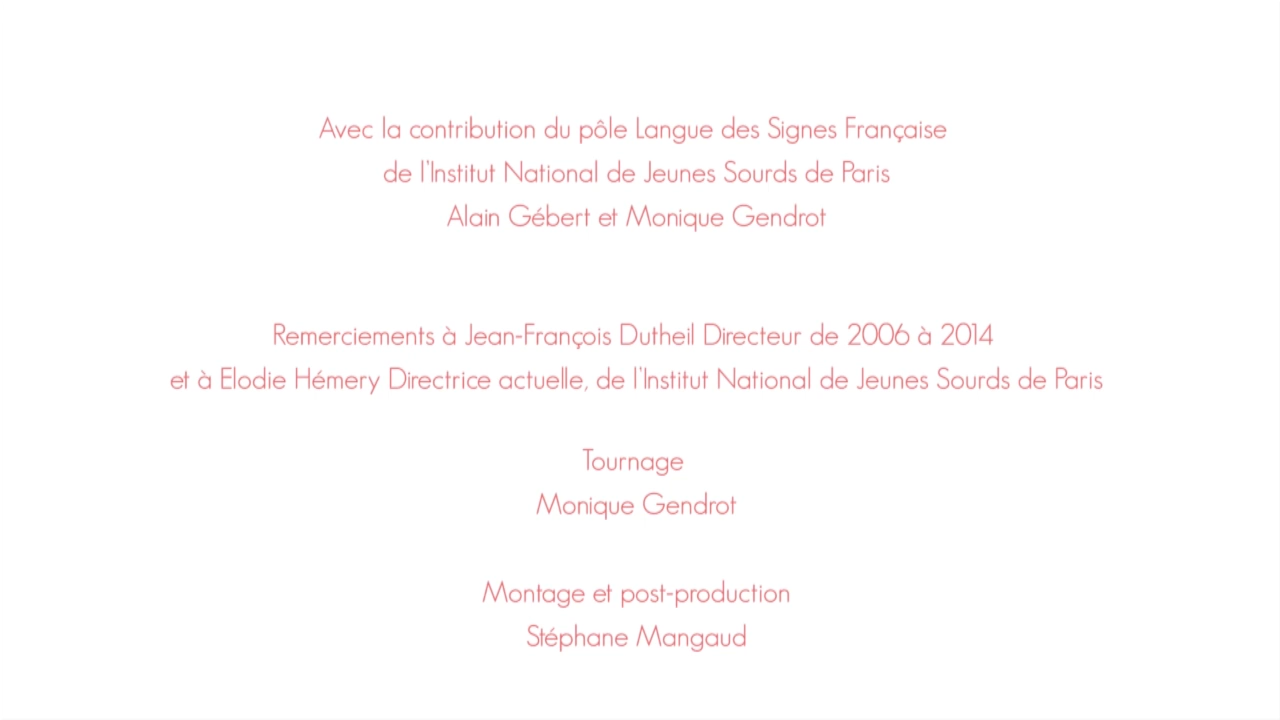 Avec la contribution du pôle Langue des Signes Française
de l'Institut National de Jeunes Sourds de Paris
Alain Gébert et Monique Gendrot
Remerciements à Jean-François Dutheil Directeur de 2006 à 2014
et à Elodie Hémery Directrice actuelle, de l'Institut National de Jeunes Sourds de Paris
Tournage
Monique Gendrot
Montage et post-production
Stéphane Mangaud